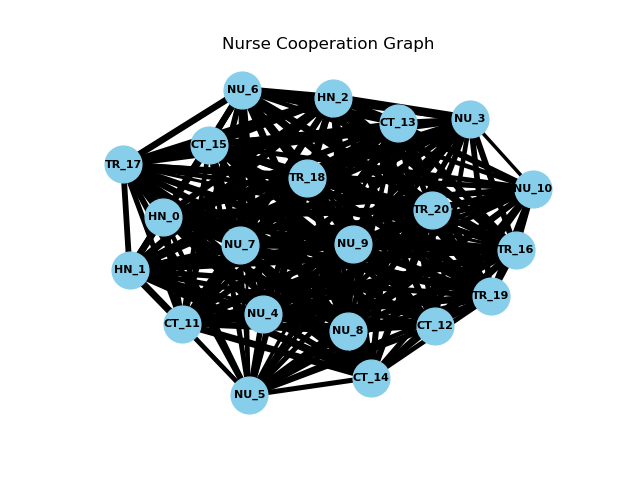 Nurse Cooperation Graph
NU_6
HN_2
NU_3
CT_13
CT_15
TR_17
TR_18
NU_10
TR_20
HN_0
NU_7
NU_9
TR_16
HN_1
TR_19
NU_4
CT_11
NU_8
CT_12
CT_14
NU_5